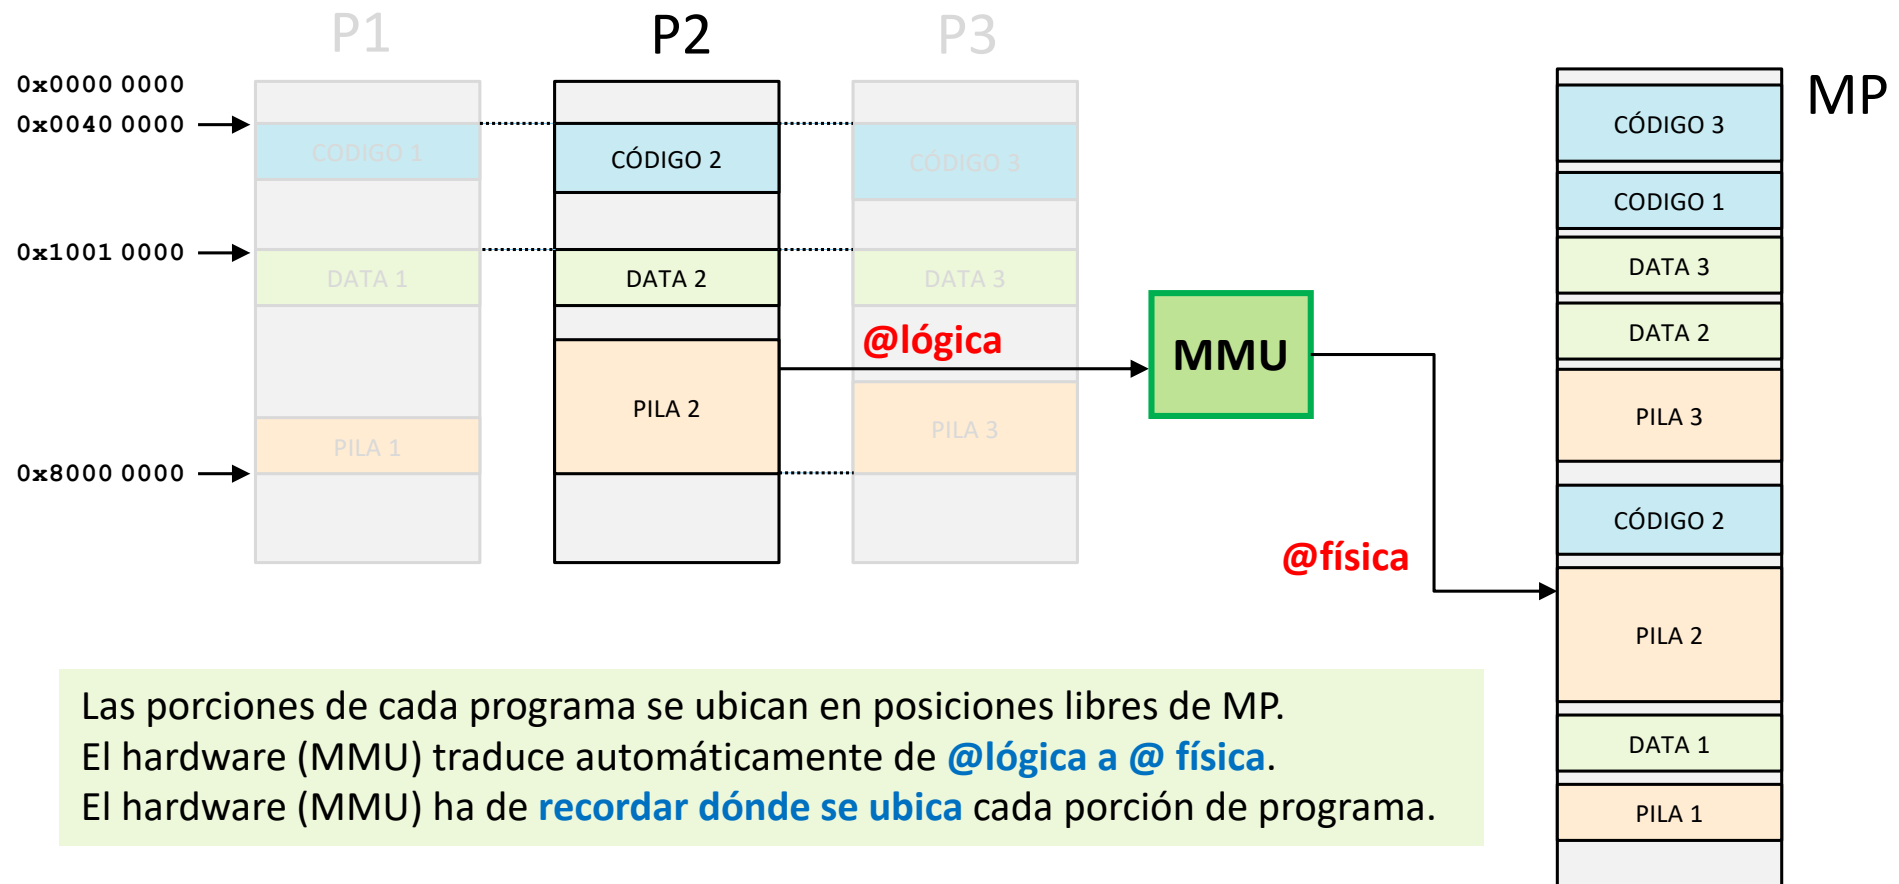 P1
P2
P3
MP
0x0000 0000
0x0040 0000
0x1001 0000
0x8000 0000
CODIGO 1
DATA 1
PILA 1
CÓDIGO 2
DATA 2
PILA 2
CÓDIGO 3
DATA 3
PILA 3
@lógica
MMU
@física
CÓDIGO 3
CODIGO 1
DATA 3
DATA 2
PILA 3
CÓDIGO 2
PILA 2
DATA 1
PILA 1
Las porciones de cada programa se ubican en posiciones libres de MP.
El hardware (MMU) traduce automáticamente de @lógica a @ física.
El hardware (MMU) ha de recordar dónde se ubica cada porción de programa.